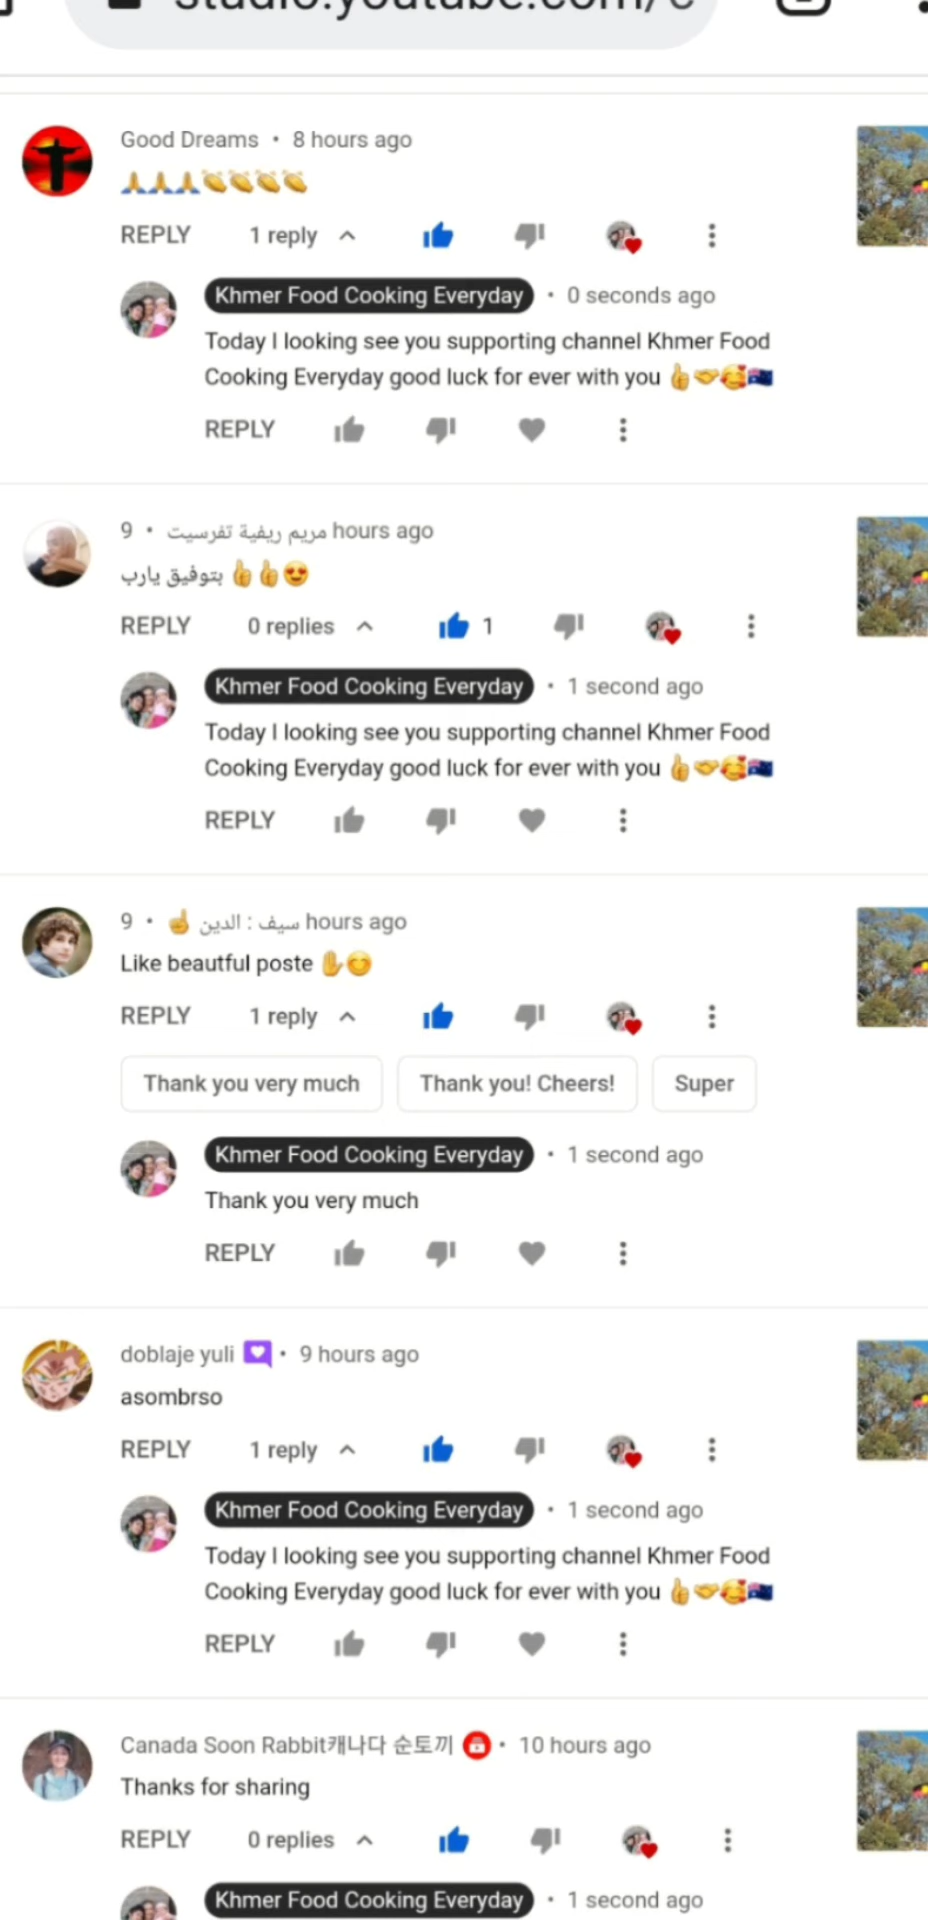 studio.youtube.com/c
Good Dreams • 8 hours ago
🙏🙏🙏👏👏👏👏
REPLY 1 reply
Khmer Food Cooking Everyday • 0 seconds ago
Today I looking see you supporting channel Khmer Food
Cooking Everyday good luck for ever with you 👍🤝🥰🇦🇺
REPLY
9 • مريم ريفية تفرسيت hours ago
بتوفيق يارب 👍👍😍
REPLY 0 replies 1
Khmer Food Cooking Everyday • 1 second ago
Today I looking see you supporting channel Khmer Food
Cooking Everyday good luck for ever with you 👍🤝🥰🇦🇺
REPLY
9 • ☝ سيف : الدين hours ago
Like beautful poste ✋😊
REPLY 1 reply
Thank you very much Thank you! Cheers! Super
Khmer Food Cooking Everyday • 1 second ago
Thank you very much
REPLY
doblaje yuli • 9 hours ago
asombrso
REPLY 1 reply
Khmer Food Cooking Everyday • 1 second ago
Today I looking see you supporting channel Khmer Food
Cooking Everyday good luck for ever with you 👍🤝🥰🇦🇺
REPLY
Canada Soon Rabbit캐나다 순토끼 • 10 hours ago
Thanks for sharing
REPLY 0 replies
Khmer Food Cooking Everyday • 1 second ago